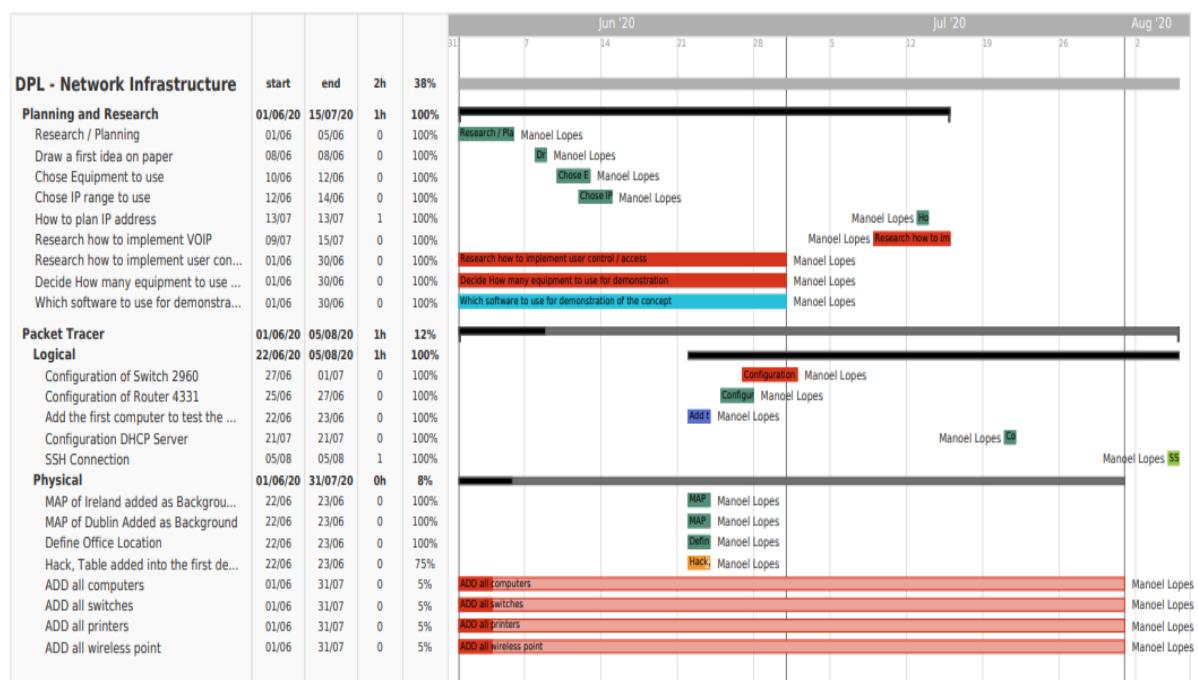 Jun '20 Jul '20 Aug '20
31 7 14 21 28 5 12 19 26 2
DPL - Network Infrastructure start end 2h 38%
Planning and Research 01/06/20 15/07/20 1h 100%
Research / Planning 01/06 05/06 0 100% Research / Pla Manoel Lopes
Draw a first idea on paper 08/06 08/06 0 100% Dr Manoel Lopes
Chose Equipment to use 10/06 12/06 0 100% Chose E Manoel Lopes
Chose IP range to use 12/06 14/06 0 100% Chose IP Manoel Lopes
How to plan IP address 13/07 13/07 1 100% Manoel Lopes Ho
Research how to implement VOIP 09/07 15/07 0 100% Manoel Lopes Research how to im
Research how to implement user con... 01/06 30/06 0 100% Research how to implement user control / access Manoel Lopes
Decide How many equipment to use ... 01/06 30/06 0 100% Decide How many equipment to use for demonstration Manoel Lopes
Which software to use for demonstra... 01/06 30/06 0 100% Which software to use for demonstration of the concept Manoel Lopes
Packet Tracer 01/06/20 05/08/20 1h 12%
Logical 22/06/20 05/08/20 1h 100%
Configuration of Switch 2960 27/06 01/07 0 100% Configuration Manoel Lopes
Configuration of Router 4331 25/06 27/06 0 100% Configur Manoel Lopes
Add the first computer to test the ... 22/06 23/06 0 100% Add t Manoel Lopes
Configuration DHCP Server 21/07 21/07 0 100% Manoel Lopes Co
SSH Connection 05/08 05/08 1 100% Manoel Lopes SS
Physical 01/06/20 31/07/20 0h 8%
MAP of Ireland added as Backgrou... 22/06 23/06 0 100% MAP Manoel Lopes
MAP of Dublin Added as Background 22/06 23/06 0 100% MAP Manoel Lopes
Define Office Location 22/06 23/06 0 100% Defin Manoel Lopes
Hack, Table added into the first de... 22/06 23/06 0 75% Hack, Manoel Lopes
ADD all computers 01/06 31/07 0 5% ADD all computers Manoel Lopes
ADD all switches 01/06 31/07 0 5% ADD all switches Manoel Lopes
ADD all printers 01/06 31/07 0 5% ADD all printers Manoel Lopes
ADD all wireless point 01/06 31/07 0 5% ADD all wireless point Manoel Lopes